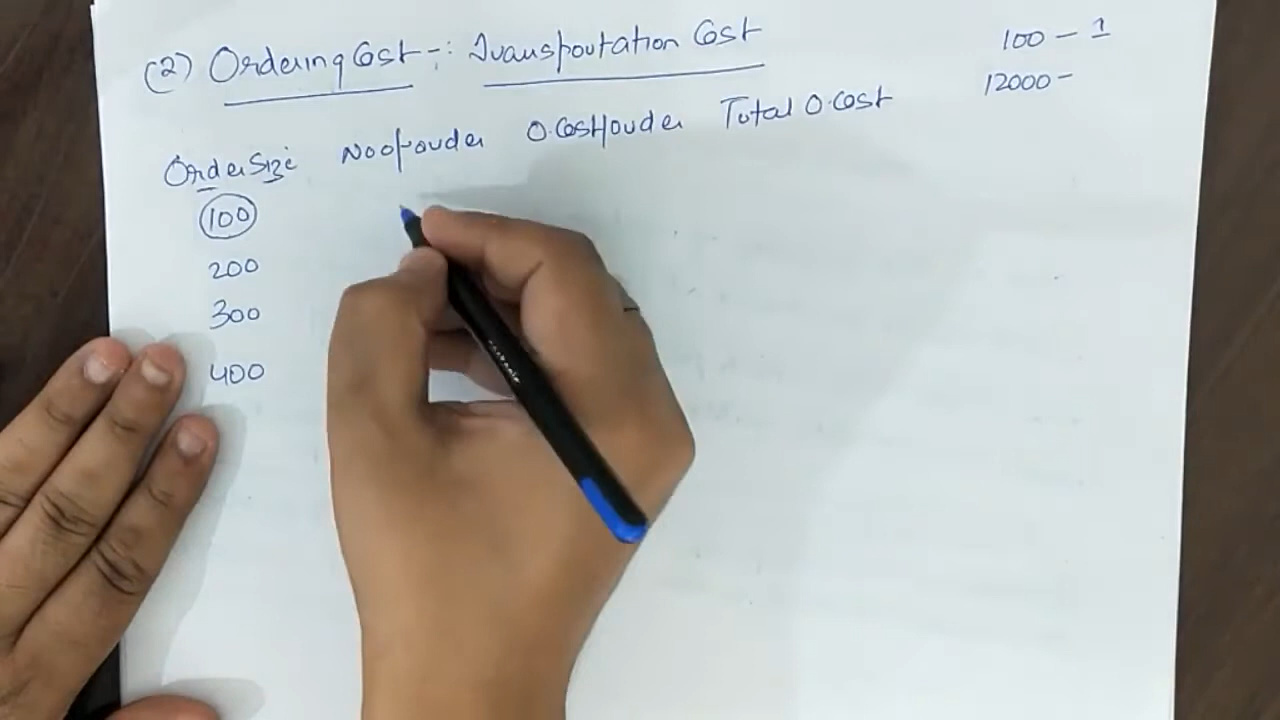 (2) Ordering Cost -: Transportation Cost
100 - 1
12000 -
Order Size No of order O.Cost/order Total O.Cost
100
200
300
400